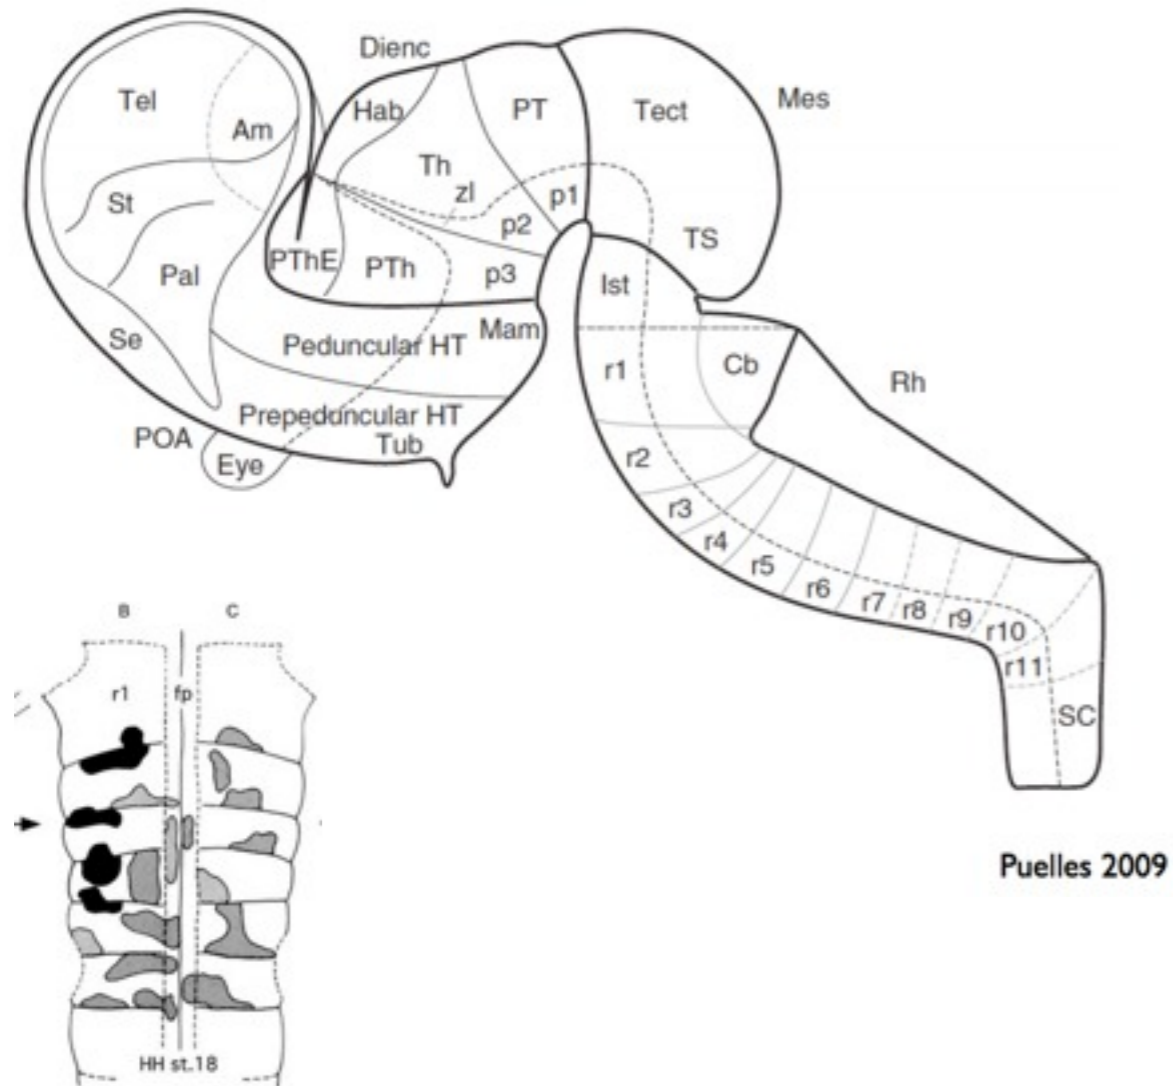 Dienc
Tel
Am
Hab
PT
Tect
Mes
Th
zl
p1
St
p2
TS
PThE
PTh
p3
Pal
Ist
Se
Mam
Peduncular HT
r1
Cb
Rh
Prepeduncular HT
POA
Tub
Eye
r2
r3
r4
r5
r6
r7
r8
r9
r10
r11
SC
B
C
r1
fp
HH st.18
Puelles 2009